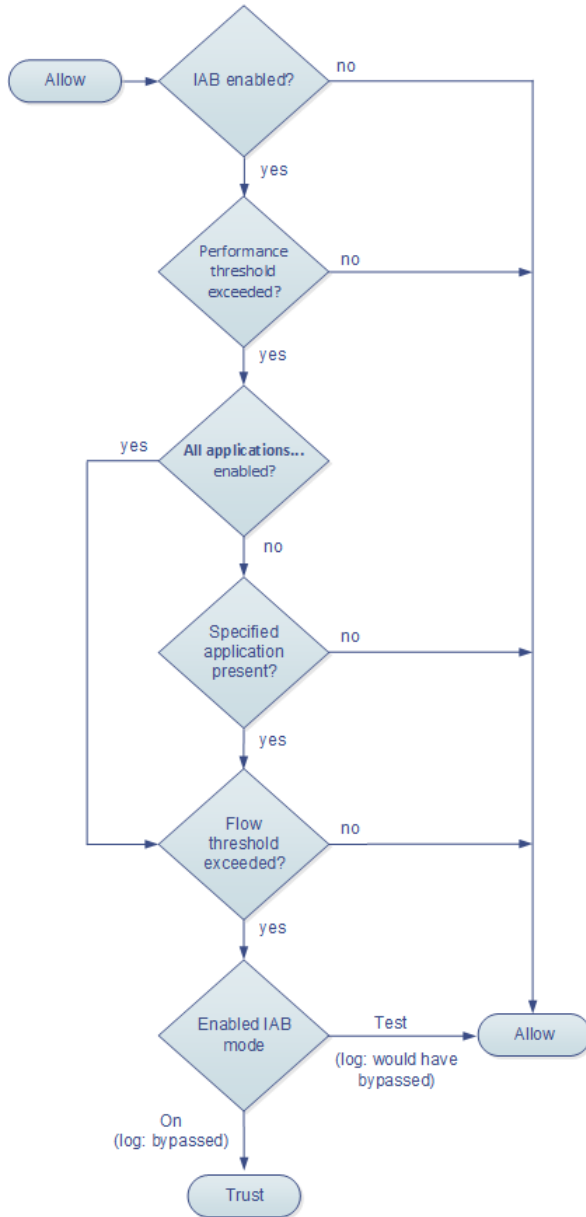 Allow
IAB enabled?
no
yes
Performance
threshold
exceeded?
no
yes
yes
All applications...
enabled?
no
Specified
application
present?
no
yes
Flow
threshold
exceeded?
no
yes
Enabled IAB
mode
Test
(log: would have
bypassed)
Allow
On
(log: bypassed)
Trust